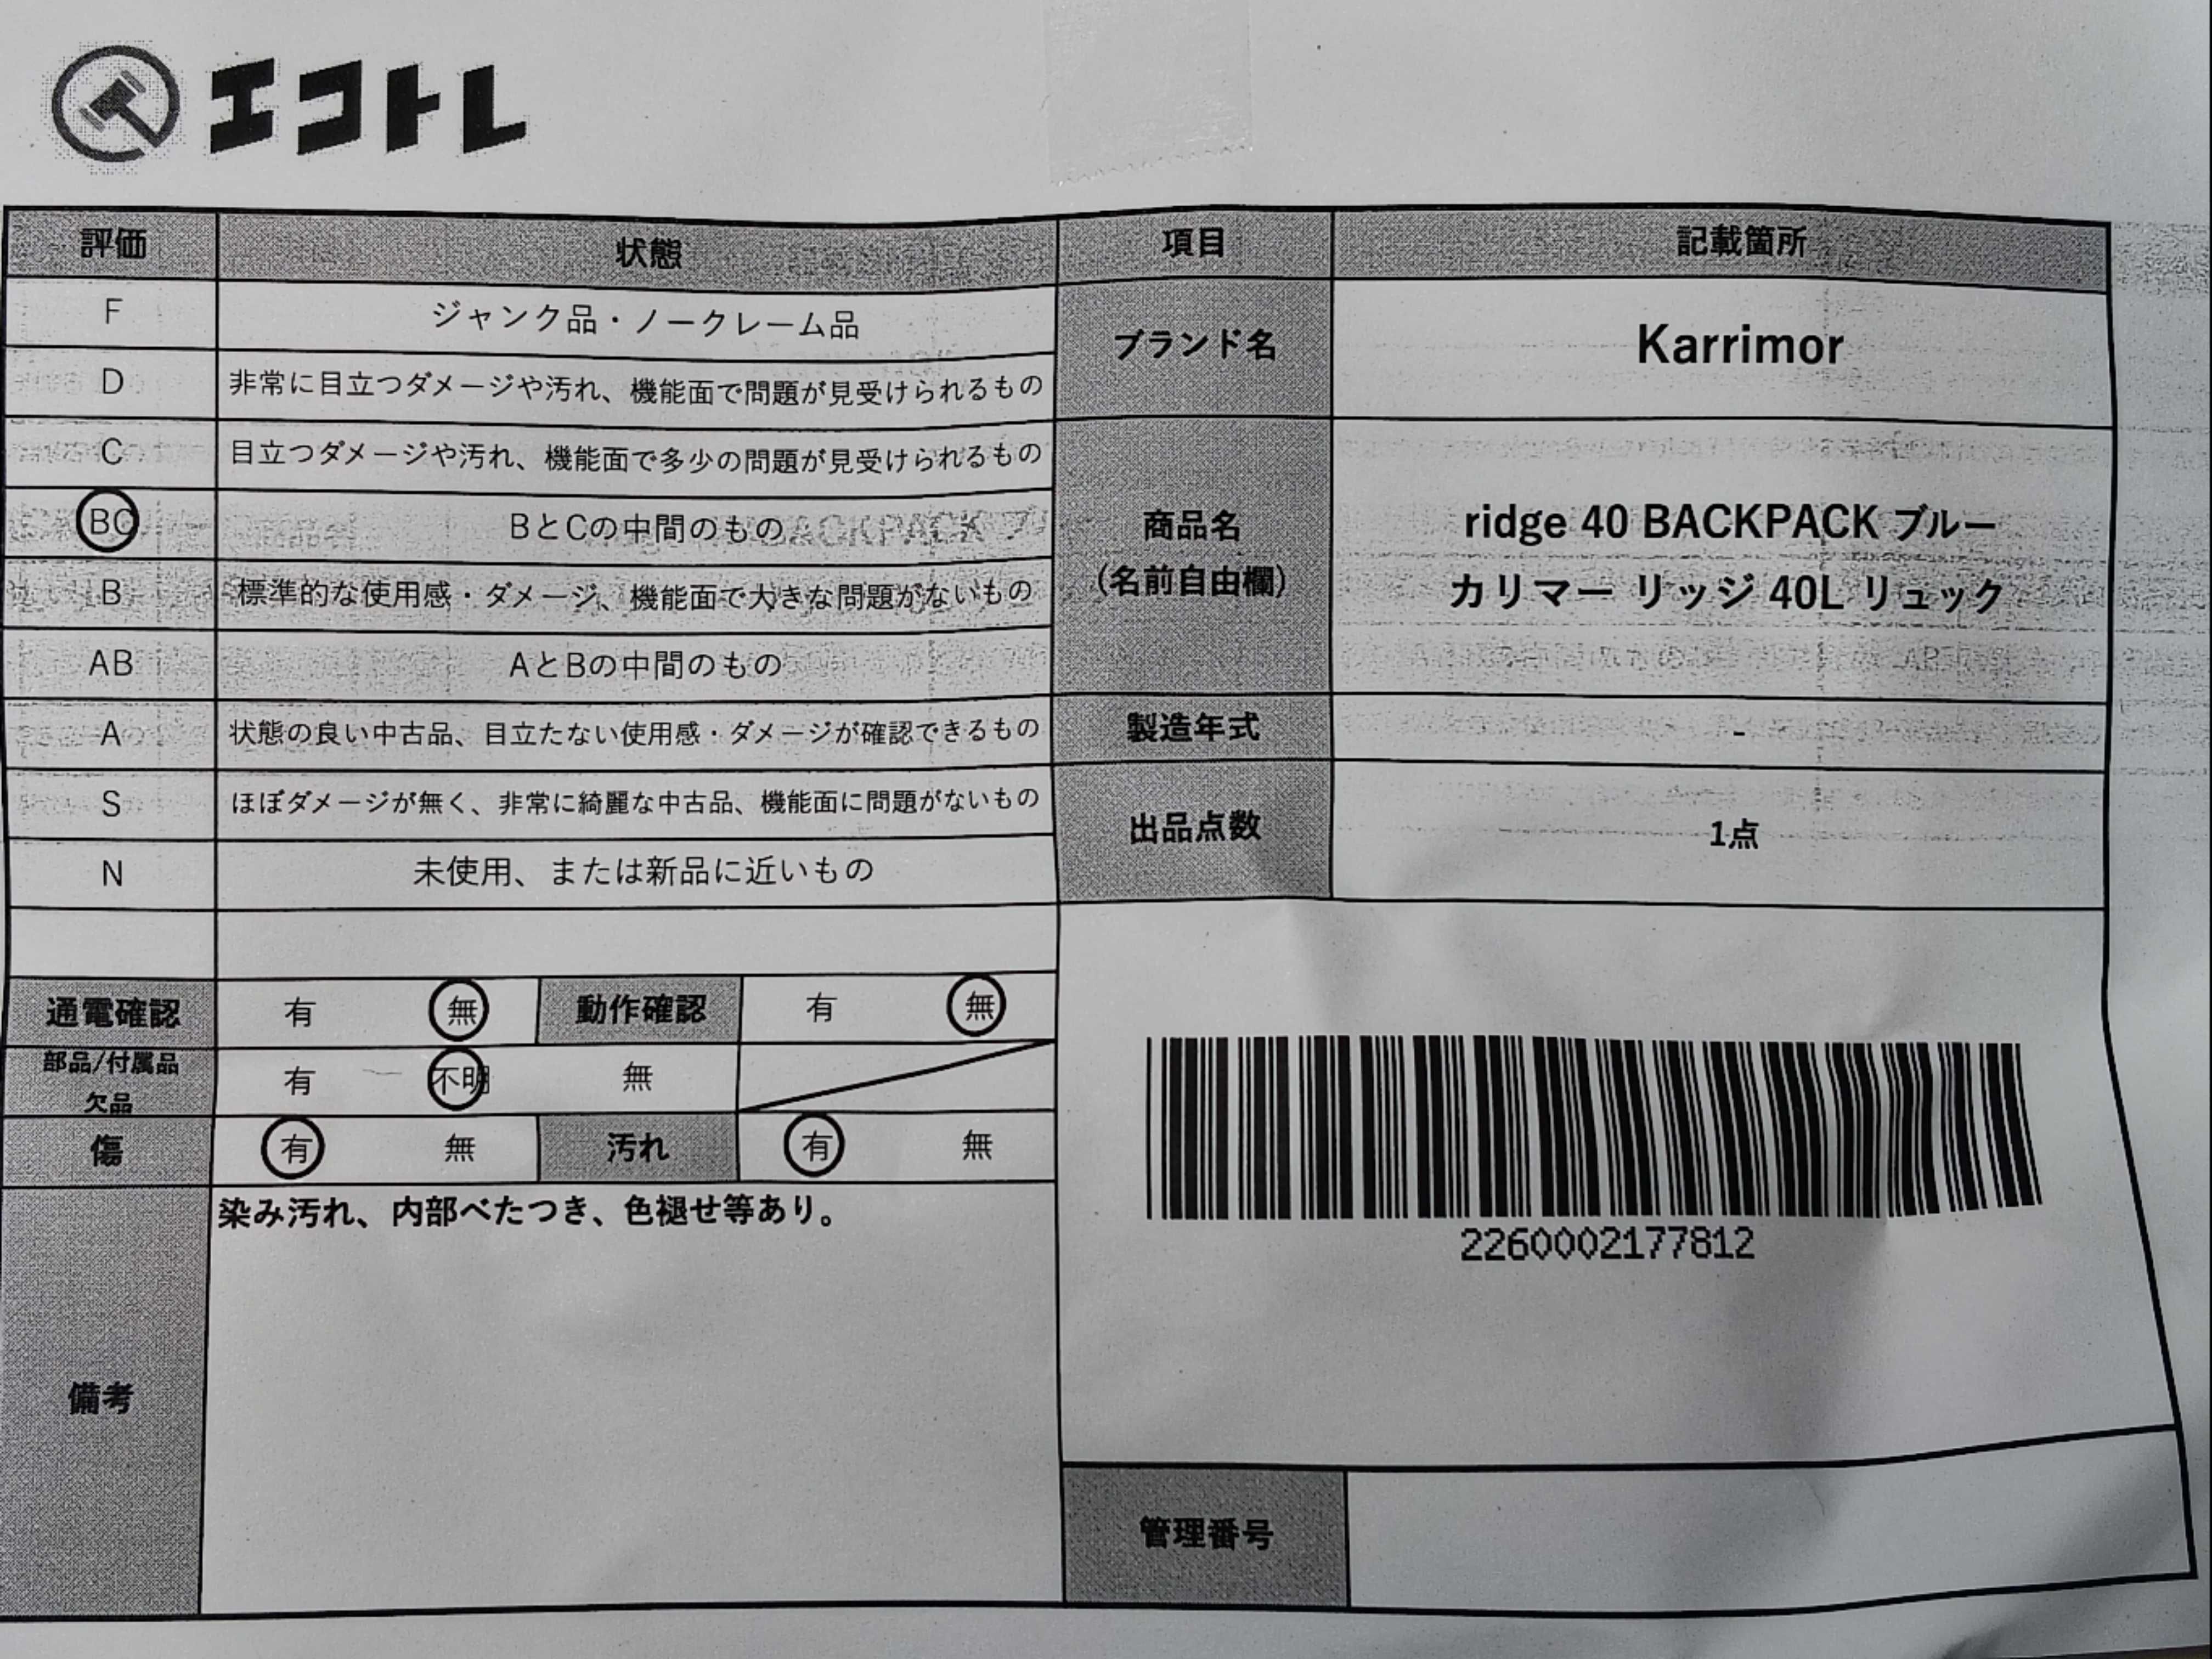 エコトレ
評価 状態 項目 記載箇所
F ジャンク品・ノークレーム品
D 非常に目立つダメージや汚れ、機能面で問題が見受けられるもの
C 目立つダメージや汚れ、機能面で多少の問題が見受けられるもの
BC BとCの中間のもの
B 標準的な使用感・ダメージ、機能面で大きな問題がないもの
AB AとBの中間のもの
A 状態の良い中古品、目立たない使用感・ダメージが確認できるもの
S ほぼダメージが無く、非常に綺麗な中古品、機能面に問題がないもの
N 未使用、または新品に近いもの
ブランド名 Karrimor
商品名
(名前自由欄)
ridge 40 BACKPACK ブルー
カリマー リッジ 40L リュック
製造年式 -
出品点数 1点
通電確認 有 無 動作確認 有 無
部品/付属品
欠品
有 不明 無
傷 有 無 汚れ 有 無
備考
染み汚れ、内部べたつき、色褪せ等あり。
2260002177812
管理番号